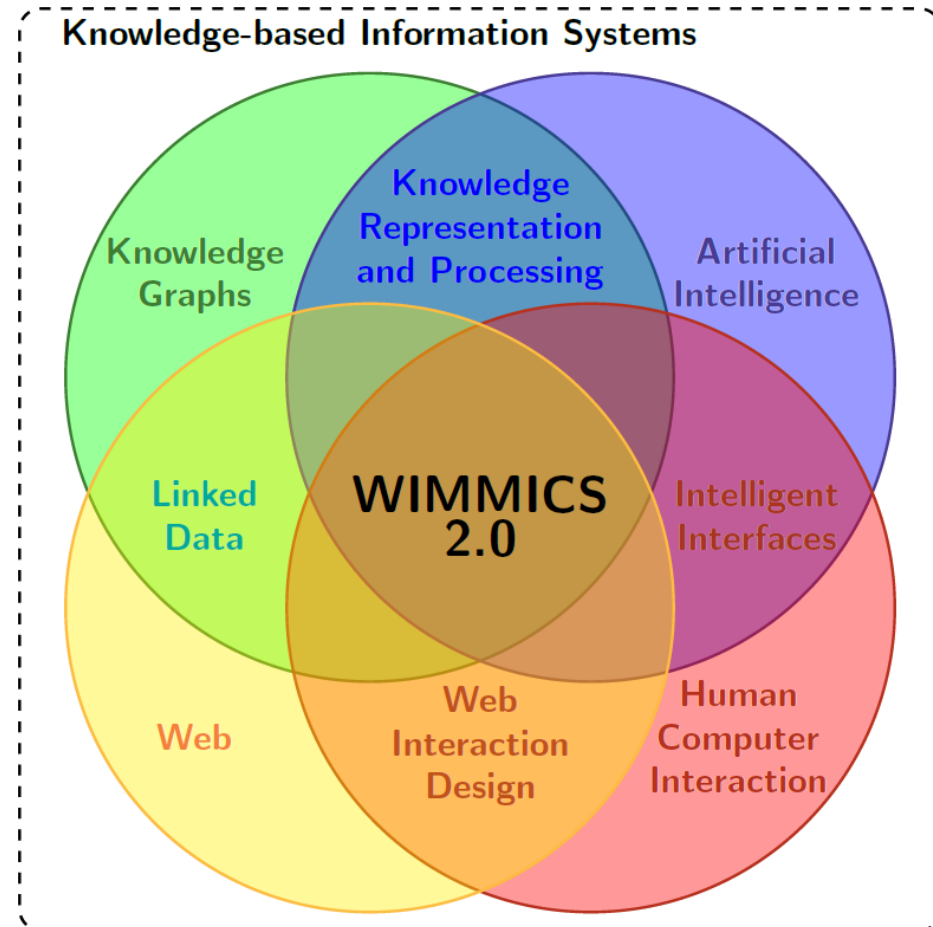 Knowledge-based Information Systems
Knowledge
Representation
and Processing
Knowledge
Graphs
Artificial
Intelligence
Linked
Data
WIMMICS
2.0
Intelligent
Interfaces
Web
Web
Interaction
Design
Human
Computer
Interaction